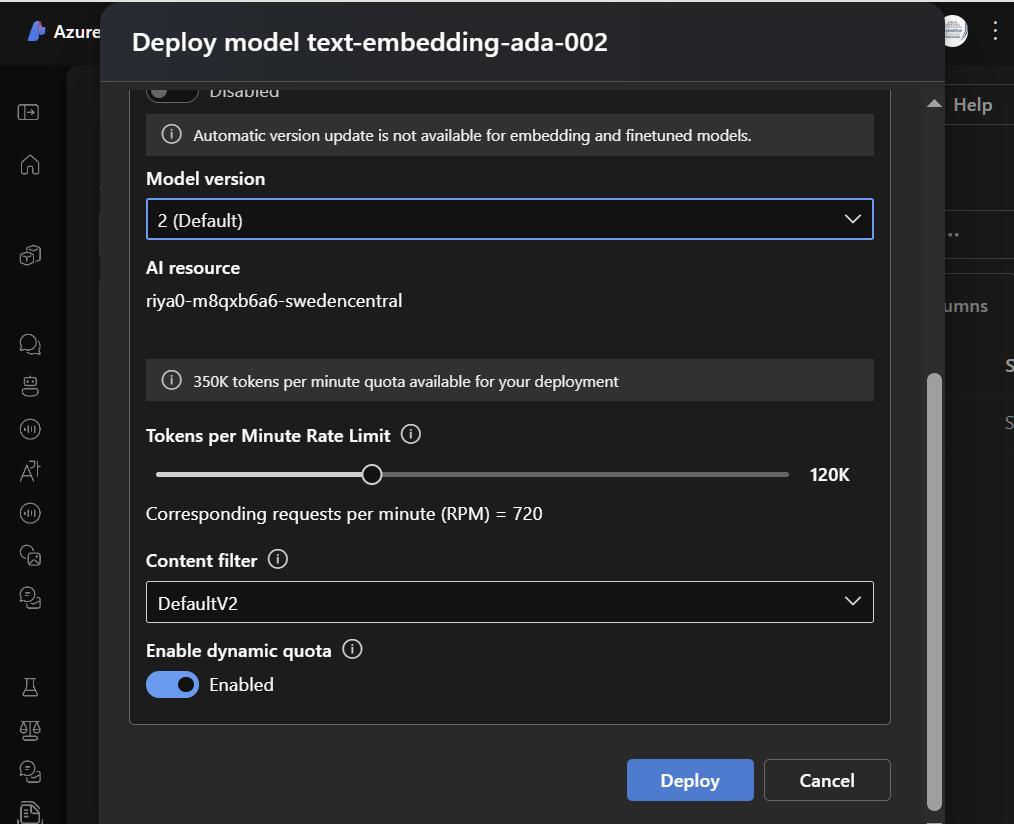 Azure
Deploy model text-embedding-ada-002
Help
Disabled
Automatic version update is not available for embedding and finetuned models.
Model version
2 (Default)
AI resource
riya0-m8qxb6a6-swedencentral
umns
S
350K tokens per minute quota available for your deployment
S
Tokens per Minute Rate Limit
120K
Corresponding requests per minute (RPM) = 720
Content filter
DefaultV2
Enable dynamic quota
Enabled
Deploy
Cancel